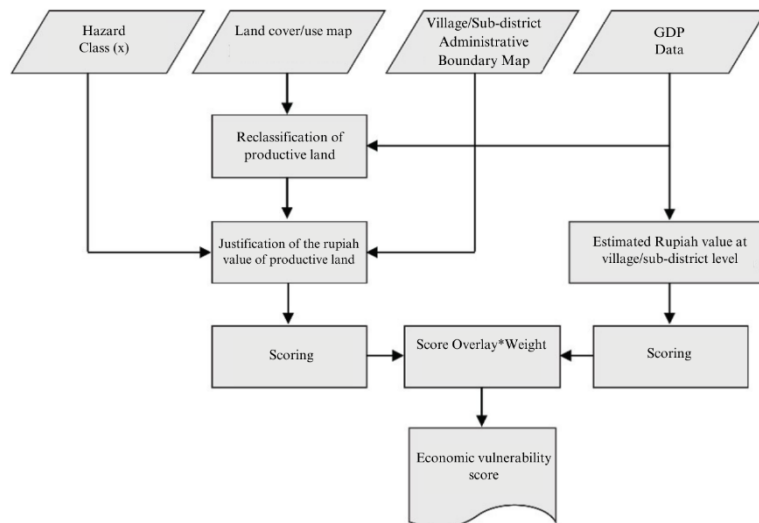 Hazard
Class (x)
Land cover/use map
Village/Sub-district
Administrative
Boundary Map
GDP
Data
Reclassification of
productive land
Justification of the rupiah
value of productive land
Estimated Rupiah value at
village/sub-district level
Scoring
Score Overlay*Weight
Scoring
Economic vulnerability
score